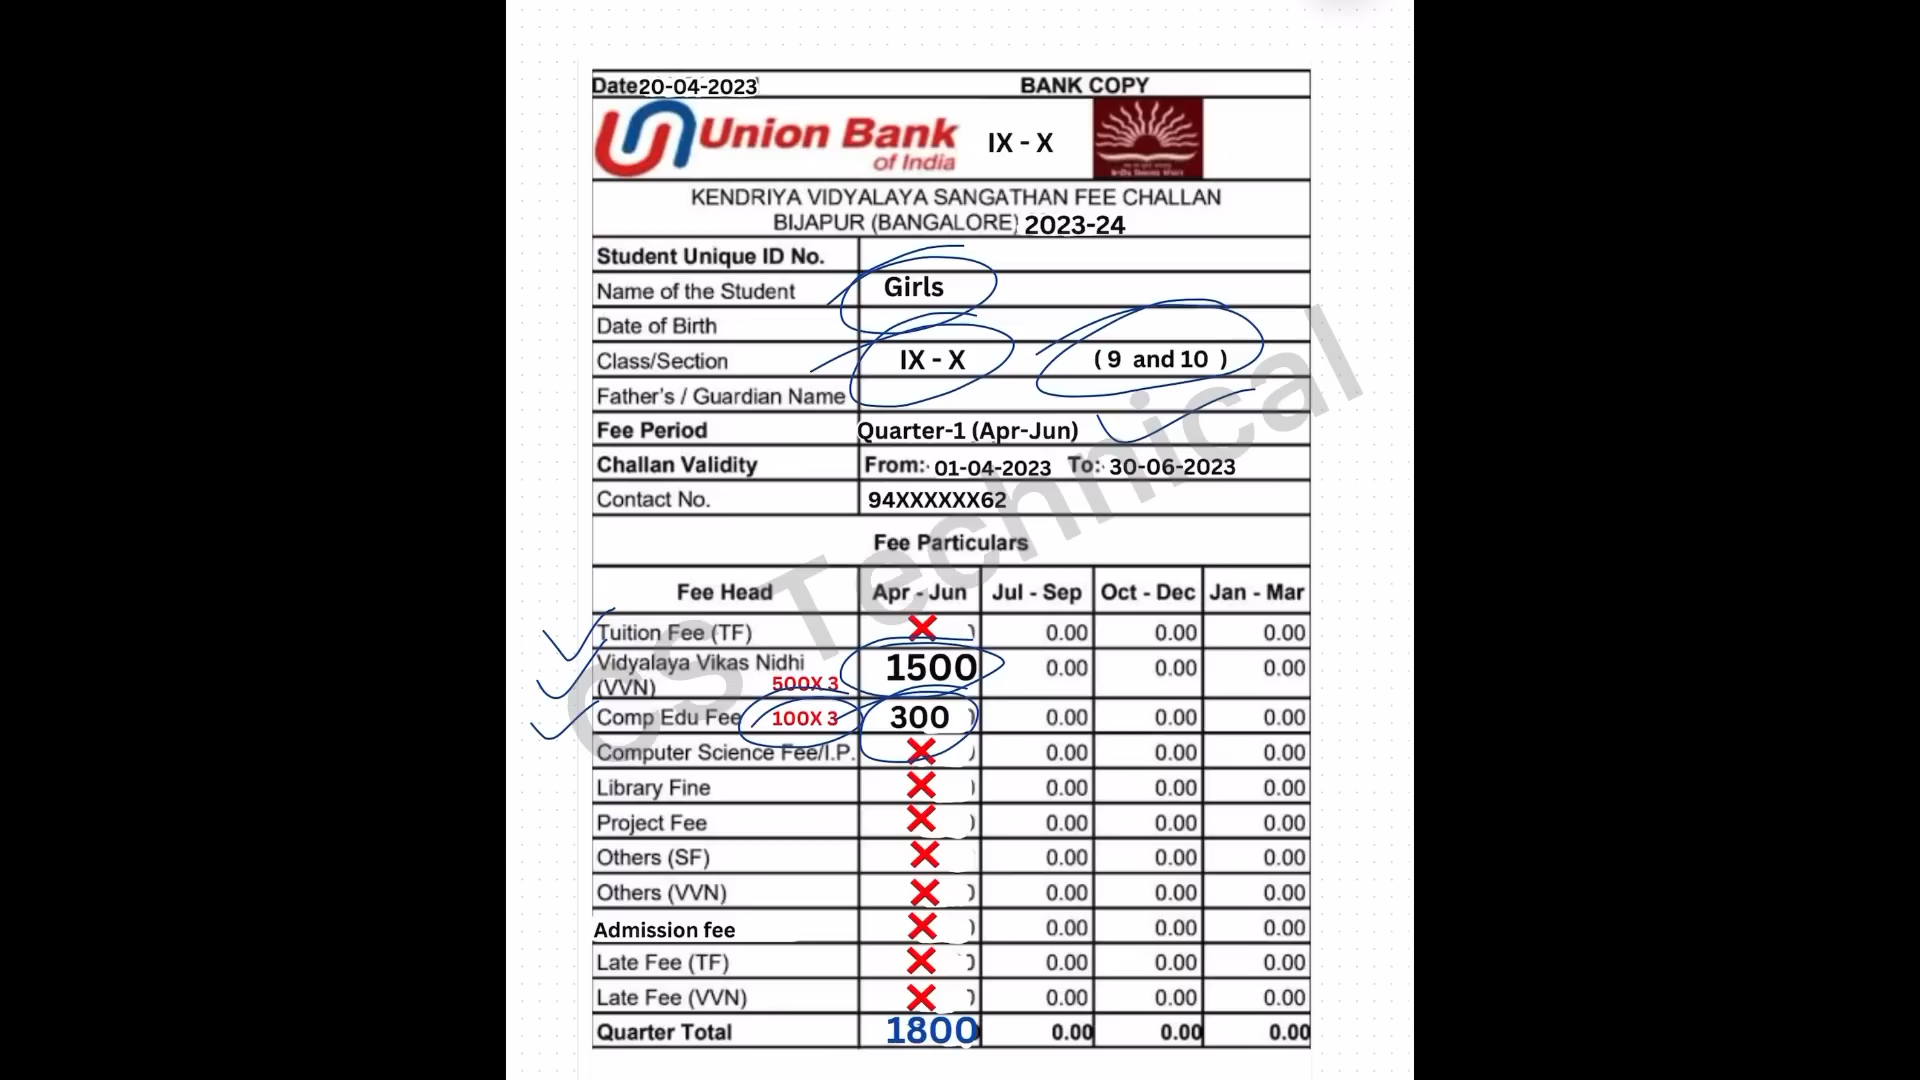 Date20-04-2023 BANK COPY
Union Bank
of India
IX - X
KENDRIYA VIDYALAYA SANGATHAN FEE CHALLAN
BIJAPUR (BANGALORE) 2023-24
Student Unique ID No.
Name of the Student Girls
Date of Birth
Class/Section IX - X ( 9 and 10 )
Father's / Guardian Name
Fee Period Quarter-1 (Apr-Jun)
Challan Validity From:- 01-04-2023 To:- 30-06-2023
Contact No. 94XXXXXX62
Fee Particulars
Fee Head Apr - Jun Jul - Sep Oct - Dec Jan - Mar
Tuition Fee (TF) ❌ 0.00 0.00 0.00
Vidyalaya Vikas Nidhi
(VVN) 500X 3 1500 0.00 0.00 0.00
Comp Edu Fee 100X 3 300 0.00 0.00 0.00
Computer Science Fee/I.P. ❌ 0.00 0.00 0.00
Library Fine ❌ 0.00 0.00 0.00
Project Fee ❌ 0.00 0.00 0.00
Others (SF) ❌ 0.00 0.00 0.00
Others (VVN) ❌ 0.00 0.00 0.00
Admission fee ❌ 0.00 0.00 0.00
Late Fee (TF) ❌ 0.00 0.00 0.00
Late Fee (VVN) ❌ 0.00 0.00 0.00
Quarter Total 1800 0.00 0.00 0.00
CS Technical